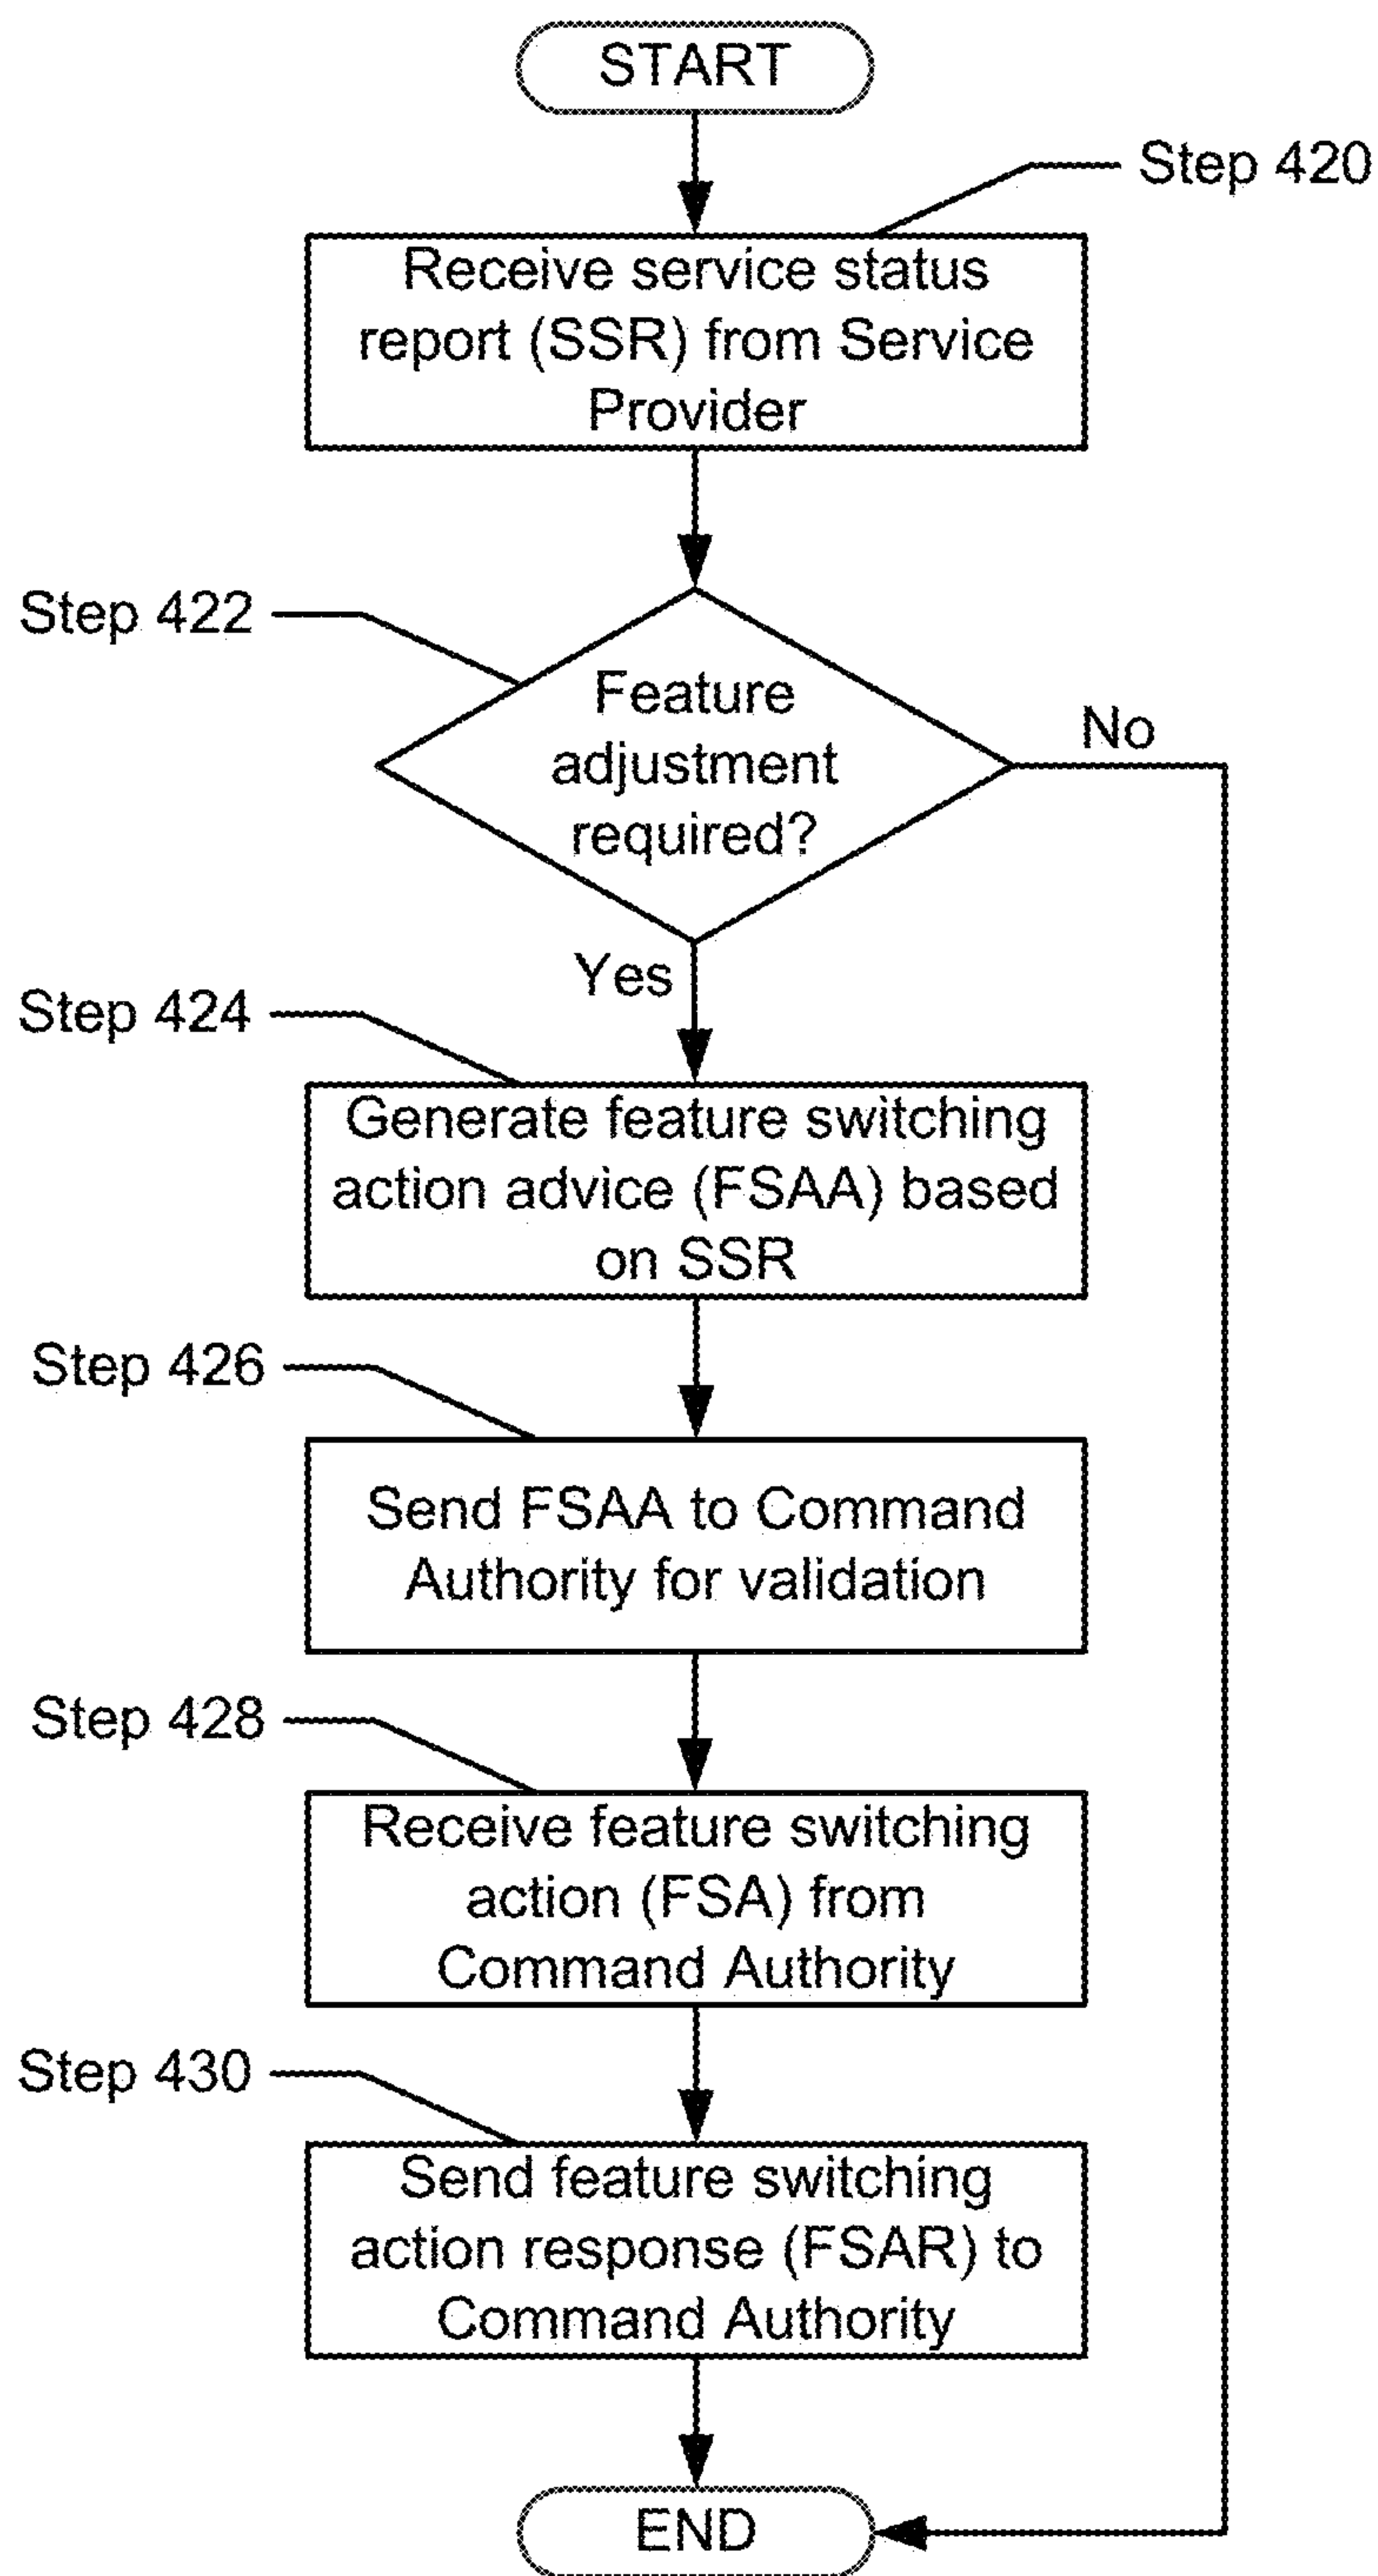 START
Step 420
Receive service status
report (SSR) from Service
Provider
Step 422
Feature
adjustment
required?
No
Yes
Step 424
Generate feature switching
action advice (FSAA) based
on SSR
Step 426
Send FSAA to Command
Authority for validation
Step 428
Receive feature switching
action (FSA) from
Command Authority
Step 430
Send feature switching
action response (FSAR) to
Command Authority
END